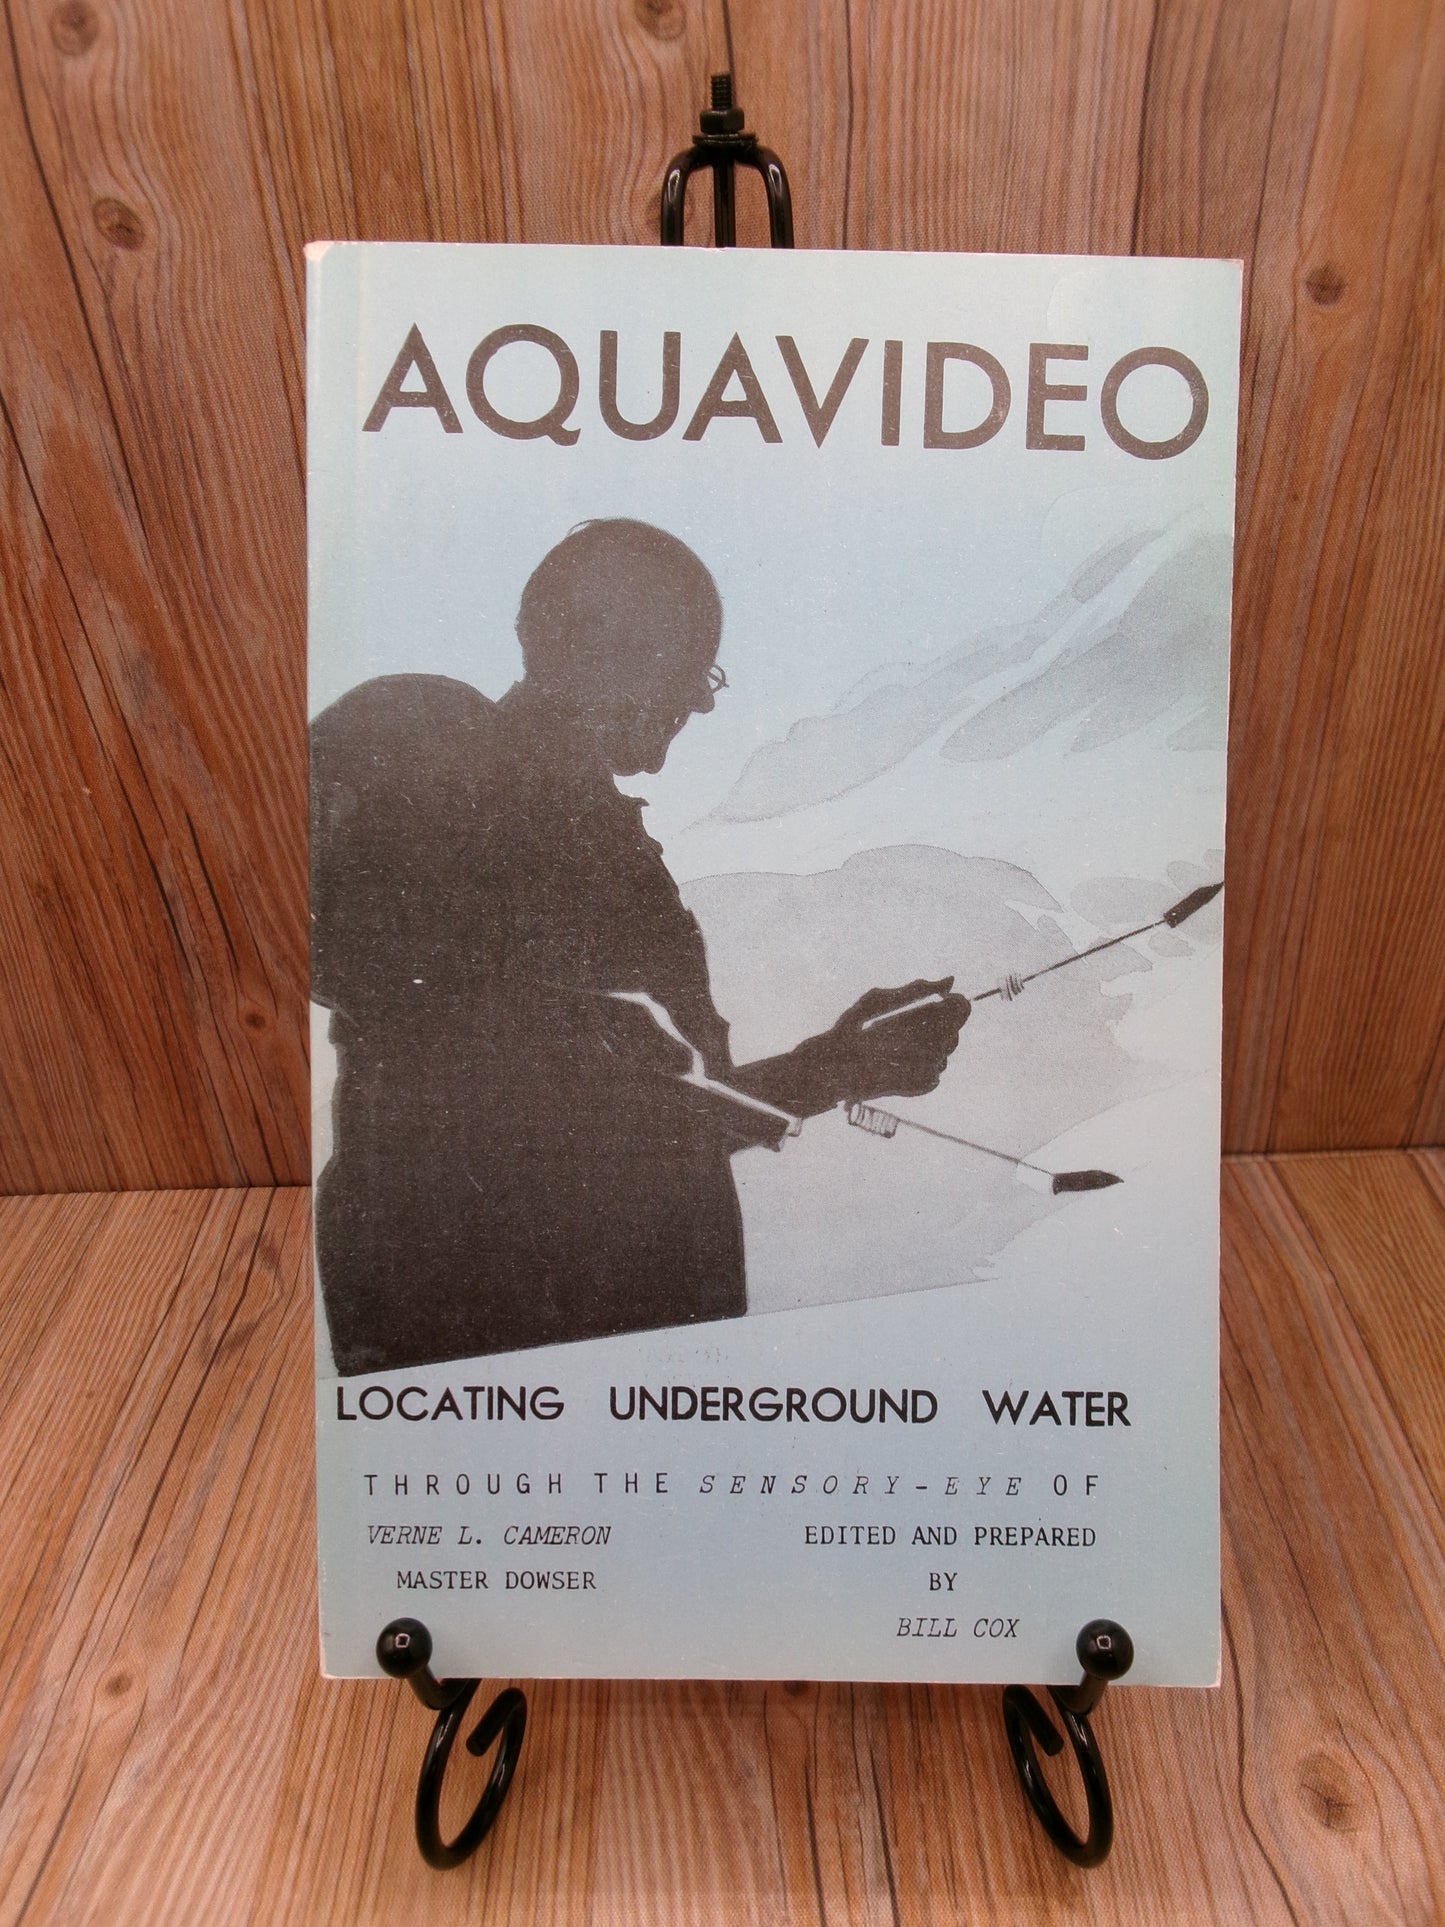 AQUAVIDEO
LOCATING UNDERGROUND WATER
THROUGH THE SENSORY-EYE OF
VERNE L. CAMERON
MASTER DOWSER
EDITED AND PREPARED
BY
BILL COX